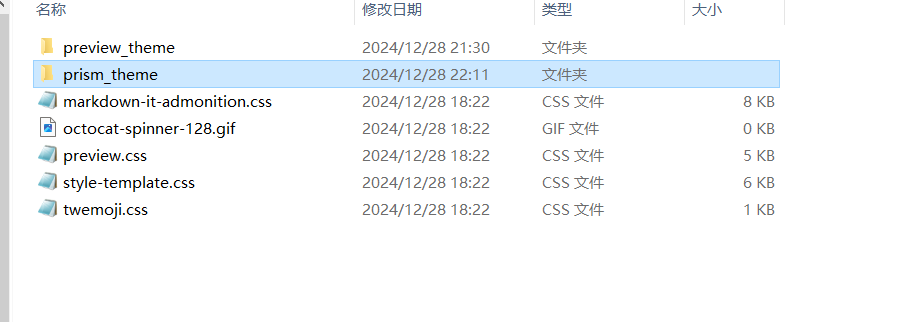 名称 修改日期 类型 大小
preview_theme 2024/12/28 21:30 文件夹
prism_theme 2024/12/28 22:11 文件夹
markdown-it-admonition.css 2024/12/28 18:22 CSS 文件 8 KB
octocat-spinner-128.gif 2024/12/28 18:22 GIF 文件 0 KB
preview.css 2024/12/28 18:22 CSS 文件 5 KB
style-template.css 2024/12/28 18:22 CSS 文件 6 KB
twemoji.css 2024/12/28 18:22 CSS 文件 1 KB